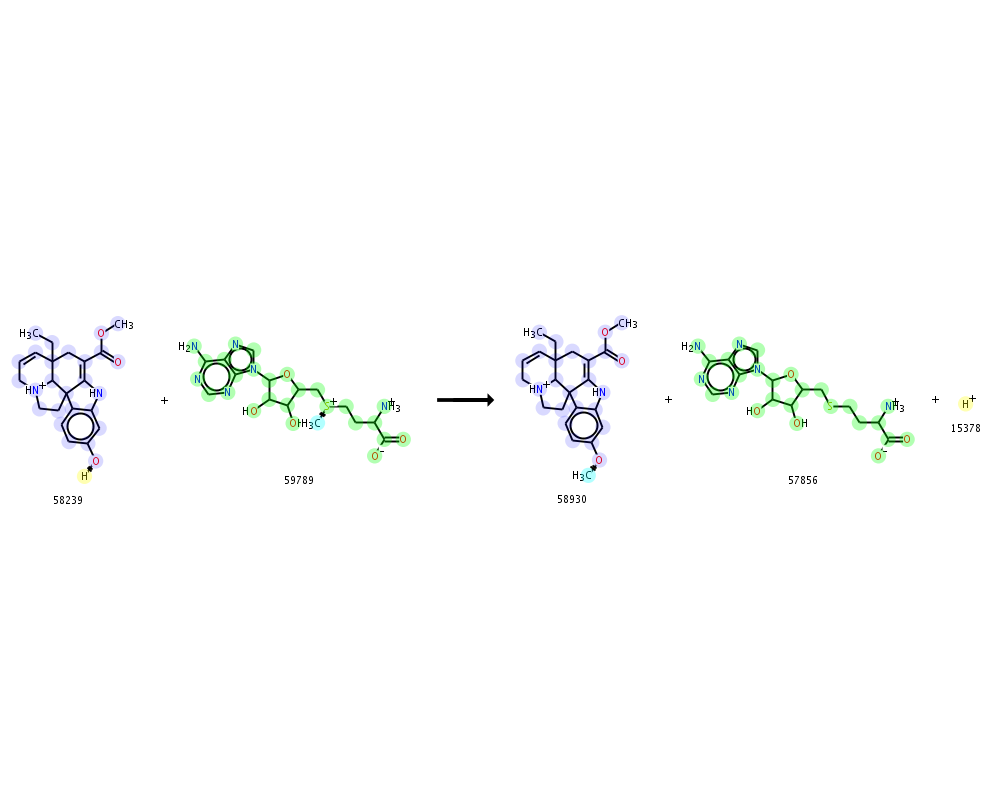 H3C O CH3
O
HN+ HN
O
H
58239
+
H2N N N
N N N
O
HO OH
S+ H3C
NH3+
O
O-
59789
H3C O CH3
O
HN+ HN
O
H3C
58930
+
H2N N N
N N N
O
HO OH
S
NH3+
O
O-
57856
+
H+
15378